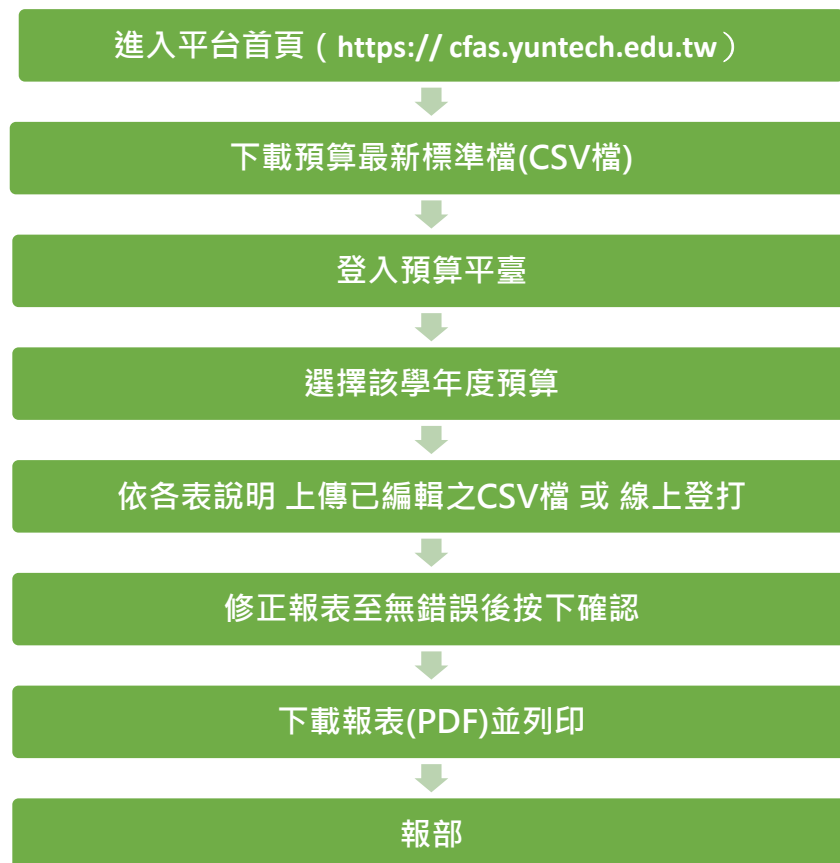 進入平台首頁（https:// cfas.yuntech.edu.tw）
下載預算最新標準檔(CSV檔)
登入預算平臺
選擇該學年度預算
依各表說明 上傳已編輯之CSV檔 或 線上登打
修正報表至無錯誤後按下確認
下載報表(PDF)並列印
報部